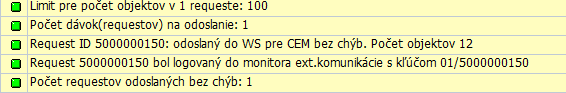 Limit pre počet objektov v 1 requeste: 100
Počet dávok(requestov) na odoslanie: 1
Request ID 5000000150: odoslaný do WS pre CEM bez chýb. Počet objektov 12
Request 5000000150 bol logovaný do monitora ext.komunikácie s kľúčom 01/5000000150
Počet requestov odoslaných bez chýb: 1